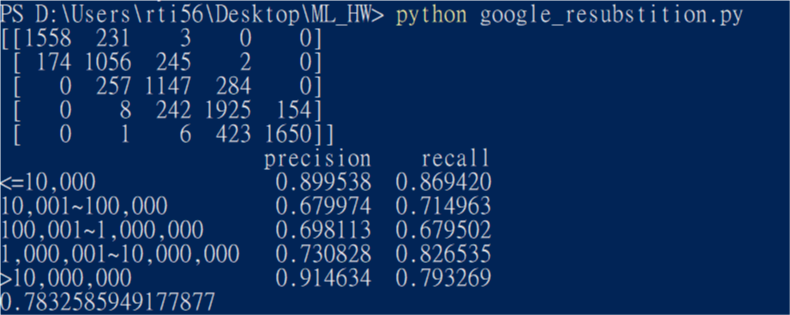 PS D:\Users\rti56\Desktop\ML_HW> python google_resubstition.py
[[1558 231 3 0 0]
[ 174 1056 245 2 0]
[ 0 257 1147 284 0]
[ 0 8 242 1925 154]
[ 0 1 6 423 1650]]
precision recall
<=10,000 0.899538 0.869420
10,001~100,000 0.679974 0.714963
100,001~1,000,000 0.698113 0.679502
1,000,001~10,000,000 0.730828 0.826535
>10,000,000 0.914634 0.793269
0.7832585949177877